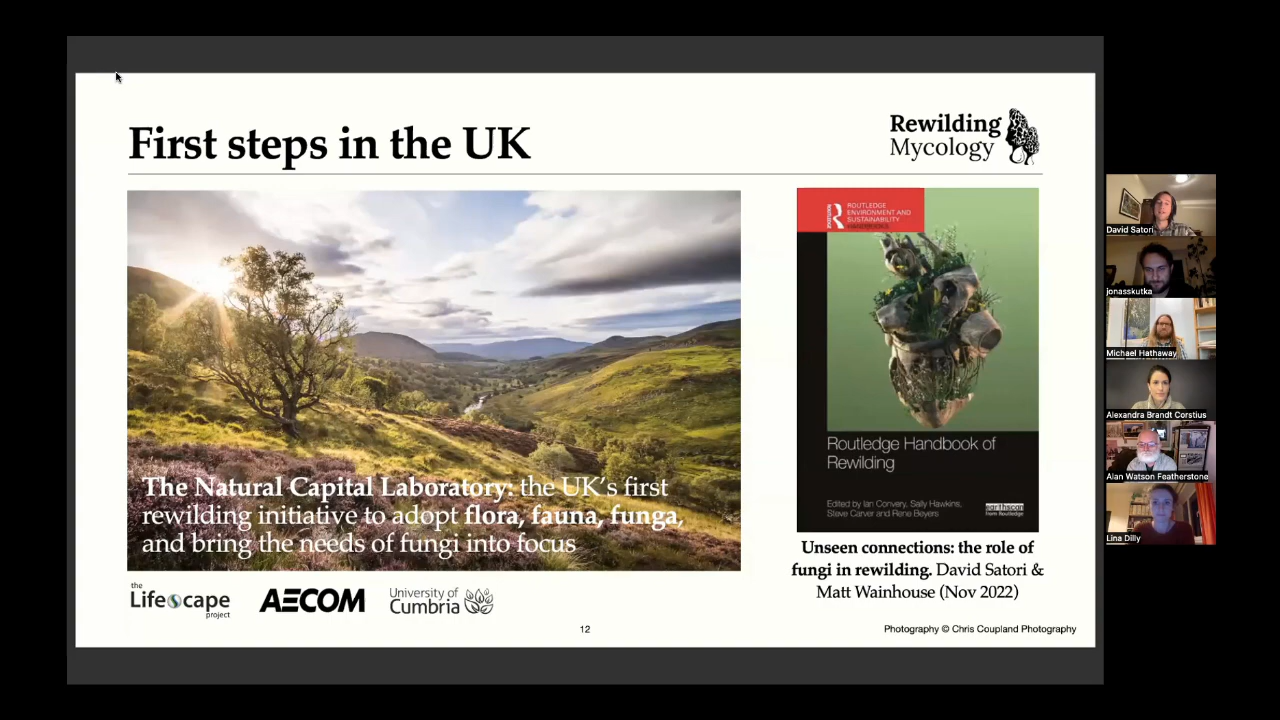 First steps in the UK
Rewilding
Mycology
The Natural Capital Laboratory: the UK's first
rewilding initiative to adopt flora, fauna, funga,
and bring the needs of fungi into focus
the
Lifescape
project
AECOM
University of
Cumbria
ROUTLEDGE
ROUTLEDGE
ENVIRONMENT AND
SUSTAINABILITY
HANDBOOKS
Routledge Handbook of
Rewilding
Edited by Ian Convery, Sally Hawkins,
Steve Carver and Rene Beyers
earthscan
from Routledge
Unseen connections: the role of
fungi in rewilding. David Satori &
Matt Wainhouse (Nov 2022)
12
Photography © Chris Coupland Photography
David Satori
jonasskutka
Michael Hathaway
Alexandra Brandt Corstius
Alan Watson Featherstone
Lina Dilly